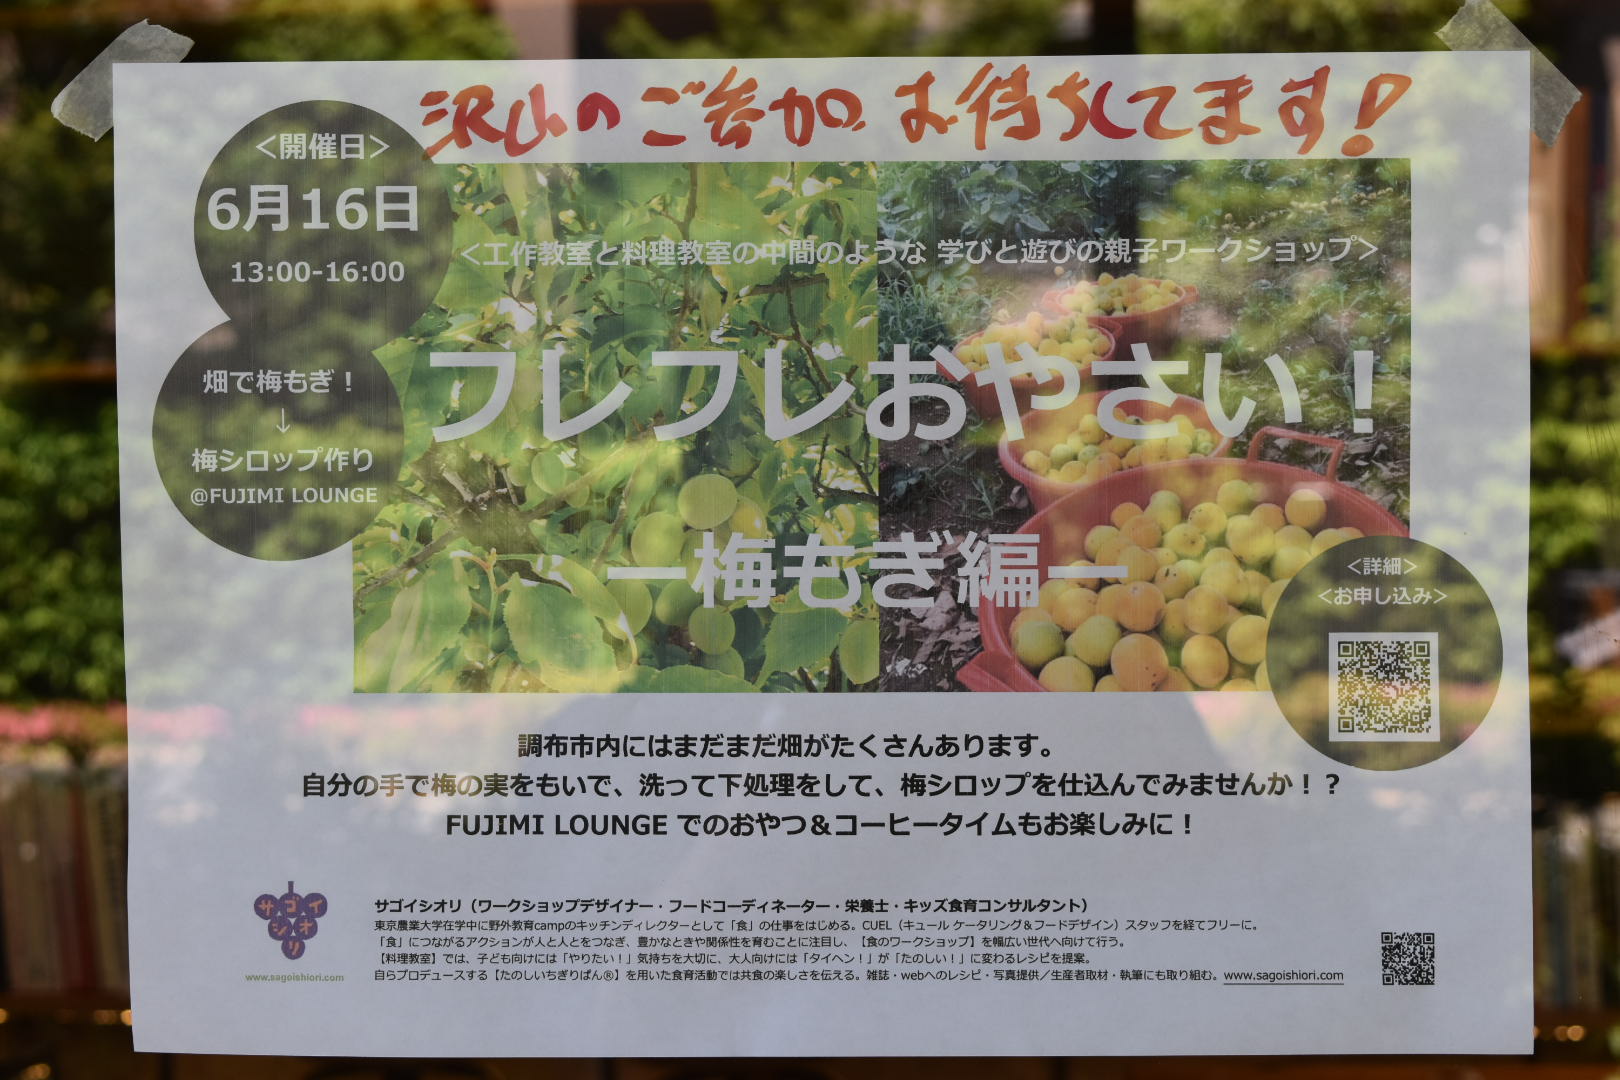 沢山のご参加、お待ちしてます!
<開催日>
6月16日
13:00-16:00
<工作教室と料理教室の中間のような 学びと遊びの親子ワークショップ>
フレフレおやさい!
畑で梅もぎ!
↓
梅シロップ作り
@FUJIMI LOUNGE
ー梅もぎ編ー
<詳細>
<お申し込み>
調布市内にはまだまだ畑がたくさんあります。
自分の手で梅の実をもいで、洗って下処理をして、梅シロップを仕込んでみませんか!?
FUJIMI LOUNGE でのおやつ&コーヒータイムもお楽しみに!
サゴイ
シオ
リ
www.sagoishiori.com
サゴイシオリ(ワークショップデザイナー・フードコーディネーター・栄養士・キッズ食育コンサルタント)
東京農業大学在学中に野外教育campのキッチンディレクターとして「食」の仕事をはじめる。CUEL(キュール ケータリング&フードデザイン)スタッフを経てフリーに。
「食」につながるアクションが人と人とをつなぎ、豊かなときや関係性を育むことに注目し、【食のワークショップ】を幅広い世代へ向けて行う。
【料理教室】では、子ども向けには「やりたい!」気持ちを大切に、大人向けには「タイヘン!」が「たのしい!」に変わるレシピを提案。
自らプロデュースする【たのしいちぎりぱん®】を用いた食育活動では共食の楽しさを伝える。雑誌・webへのレシピ・写真提供/生産者取材・執筆にも取り組む。www.sagoishiori.com